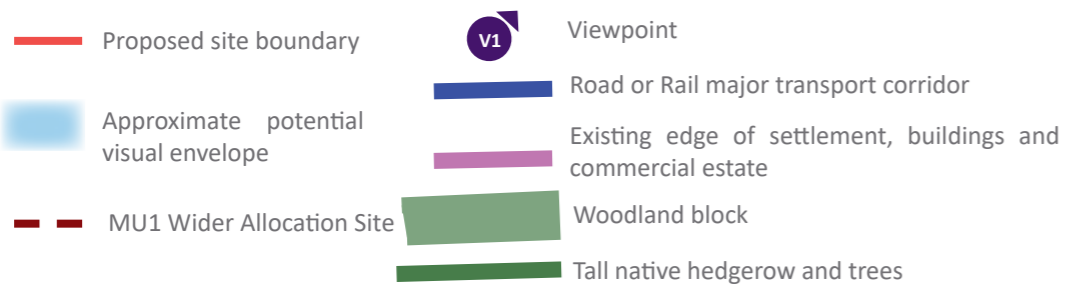 Proposed site boundary
Approximate potential
visual envelope
MU1 Wider Allocation Site
V1
Viewpoint
Road or Rail major transport corridor
Existing edge of settlement, buildings and
commercial estate
Woodland block
Tall native hedgerow and trees